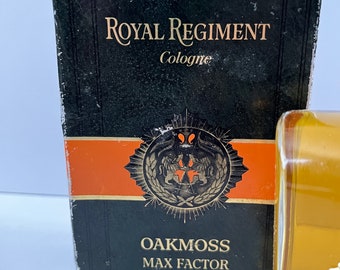 ROYAL REGIMENT
Cologne
OAKMOSS
MAX FACTOR